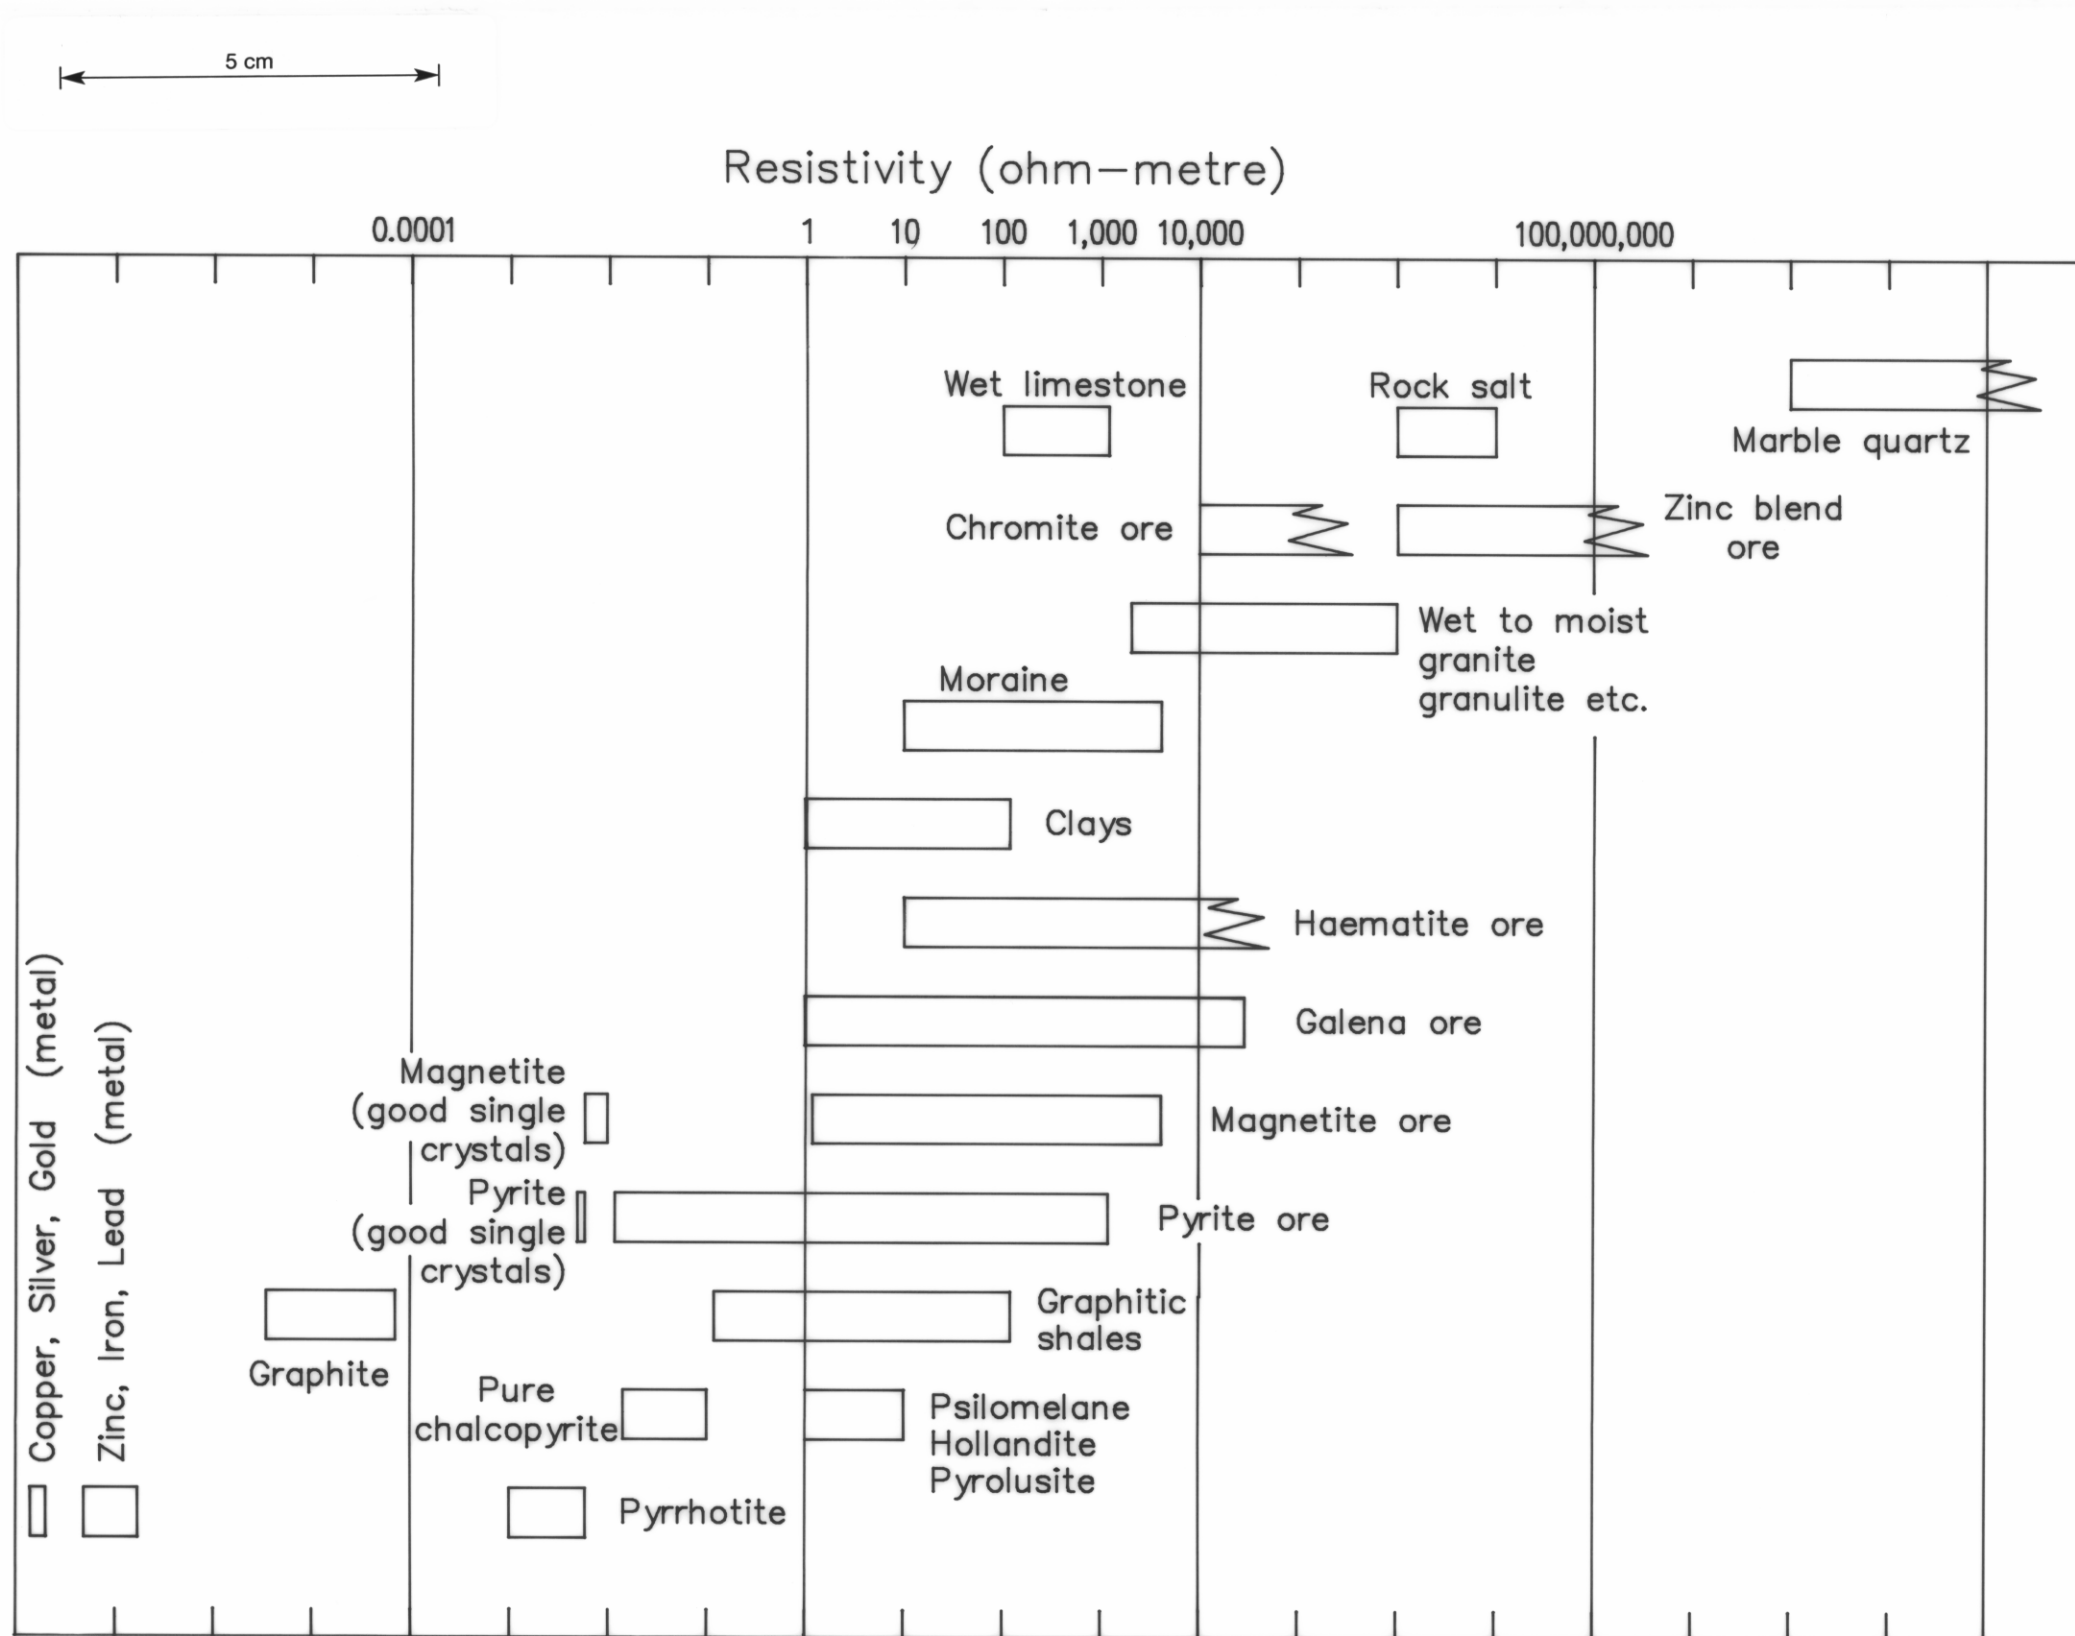 5 cm
Resistivity (ohm-metre)
0.0001
1
10
100
1,000
10,000
100,000,000
Wet limestone
Rock salt
Marble quartz
Chromite ore
Zinc blend
ore
Wet to moist
granite
granulite etc.
Moraine
Clays
Haematite ore
Galena ore
Magnetite
(good single
crystals)
Magnetite ore
Pyrite
(good single
crystals)
Pyrite ore
Graphite
Graphitic
shales
Pure
chalcopyrite
Psilomelane
Hollandite
Pyrolusite
Pyrrhotite
Copper, Silver, Gold (metal)
Zinc, Iron, Lead (metal)